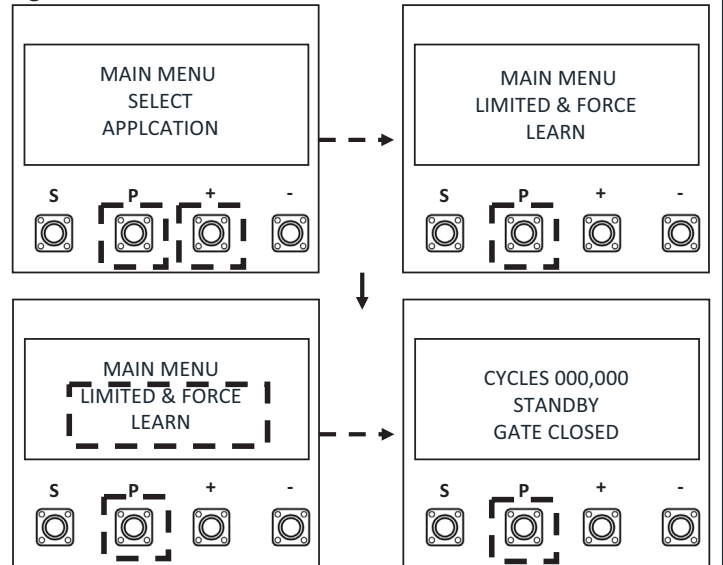 MAIN MENU
SELECT
APPLCATION
S P + -
MAIN MENU
LIMITED & FORCE
LEARN
S P + -
MAIN MENU
LIMITED & FORCE
LEARN
S P + -
CYCLES 000,000
STANDBY
GATE CLOSED
S P + -